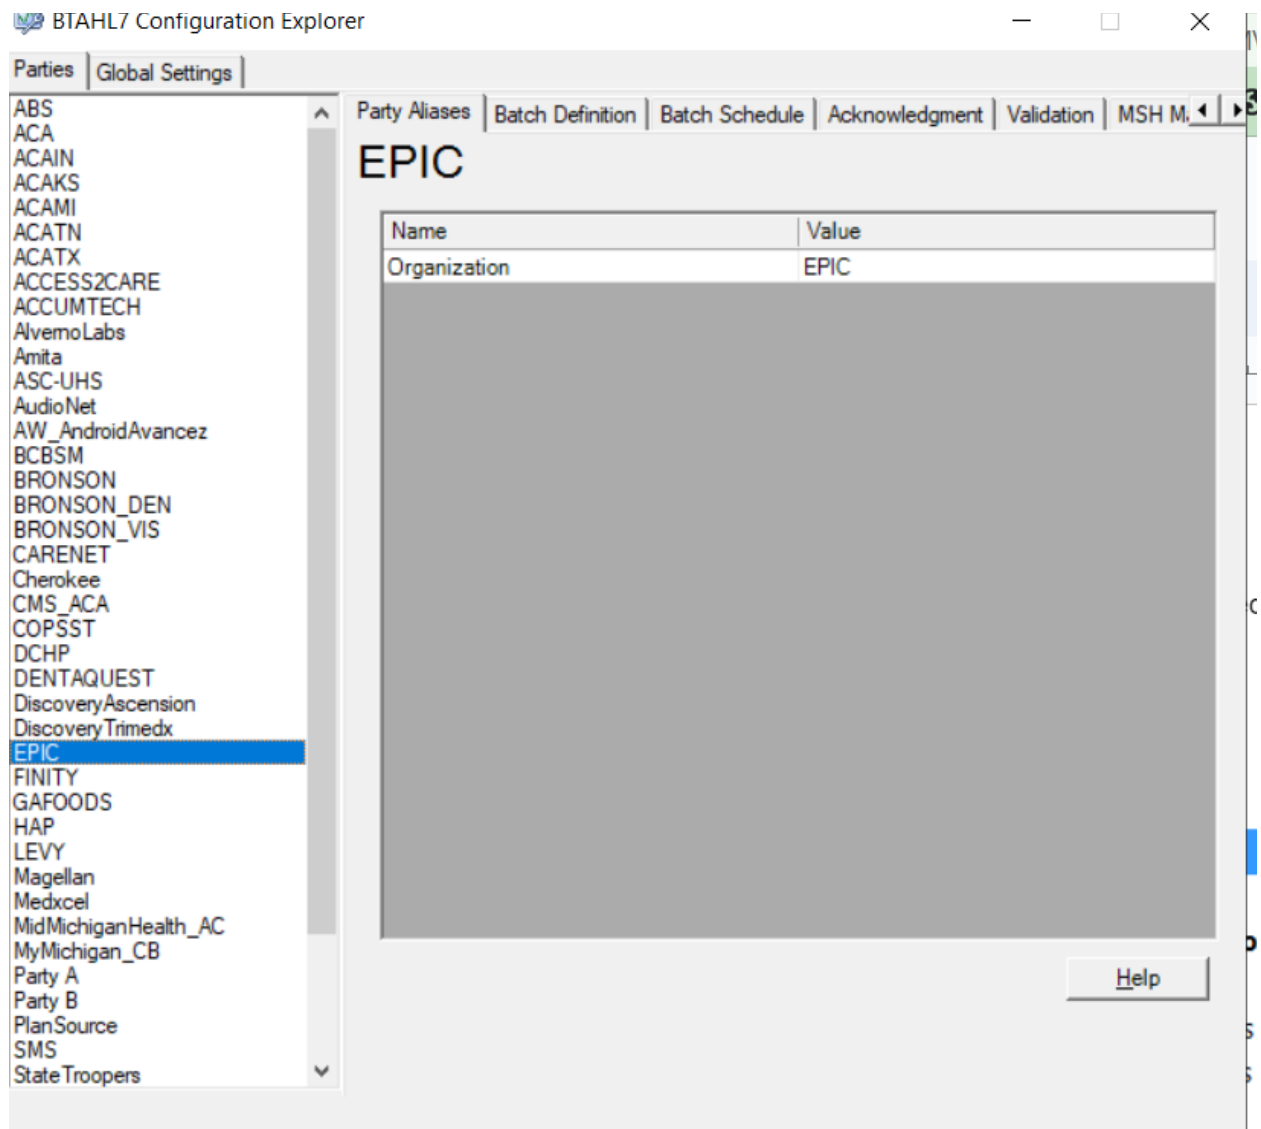 BTAHL7 Configuration Explorer
Parties
Global Settings
ABS
ACA
ACAIN
ACAKS
ACAMI
ACATN
ACATX
ACCESS2CARE
ACCUMTECH
AlvernoLabs
Amita
ASC-UHS
AudioNet
AW_AndroidAvancez
BCBSM
BRONSON
BRONSON_DEN
BRONSON_VIS
CARENET
Cherokee
CMS_ACA
COPSST
DCHP
DENTAQUEST
DiscoveryAscension
DiscoveryTrimedx
EPIC
FINITY
GAFOODS
HAP
LEVY
Magellan
Medxcel
MidMichiganHealth_AC
MyMichigan_CB
Party A
Party B
PlanSource
SMS
StateTroopers
Party Aliases
Batch Definition
Batch Schedule
Acknowledgment
Validation
MSH
EPIC
Name Value
Organization EPIC
Help